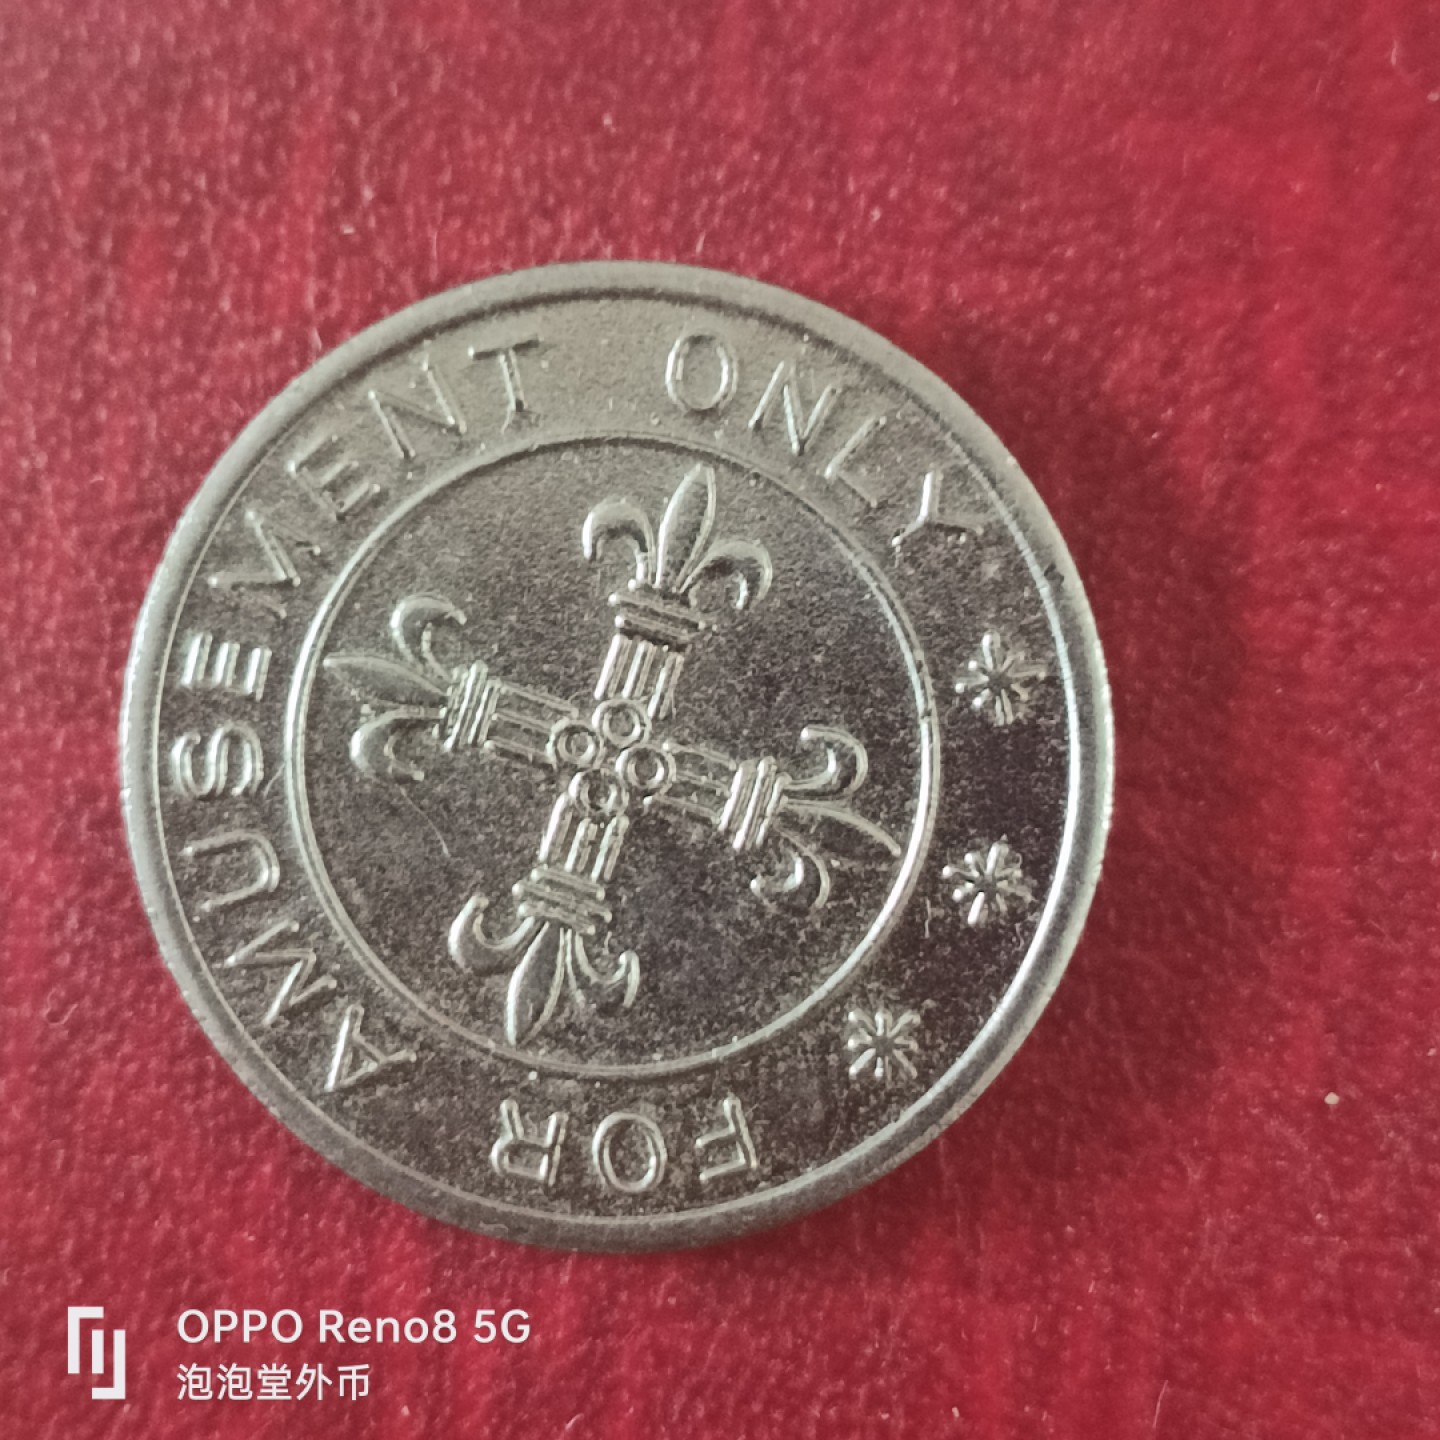 FOR AMUSEMENT ONLY
OPPO Reno8 5G
泡泡堂外币